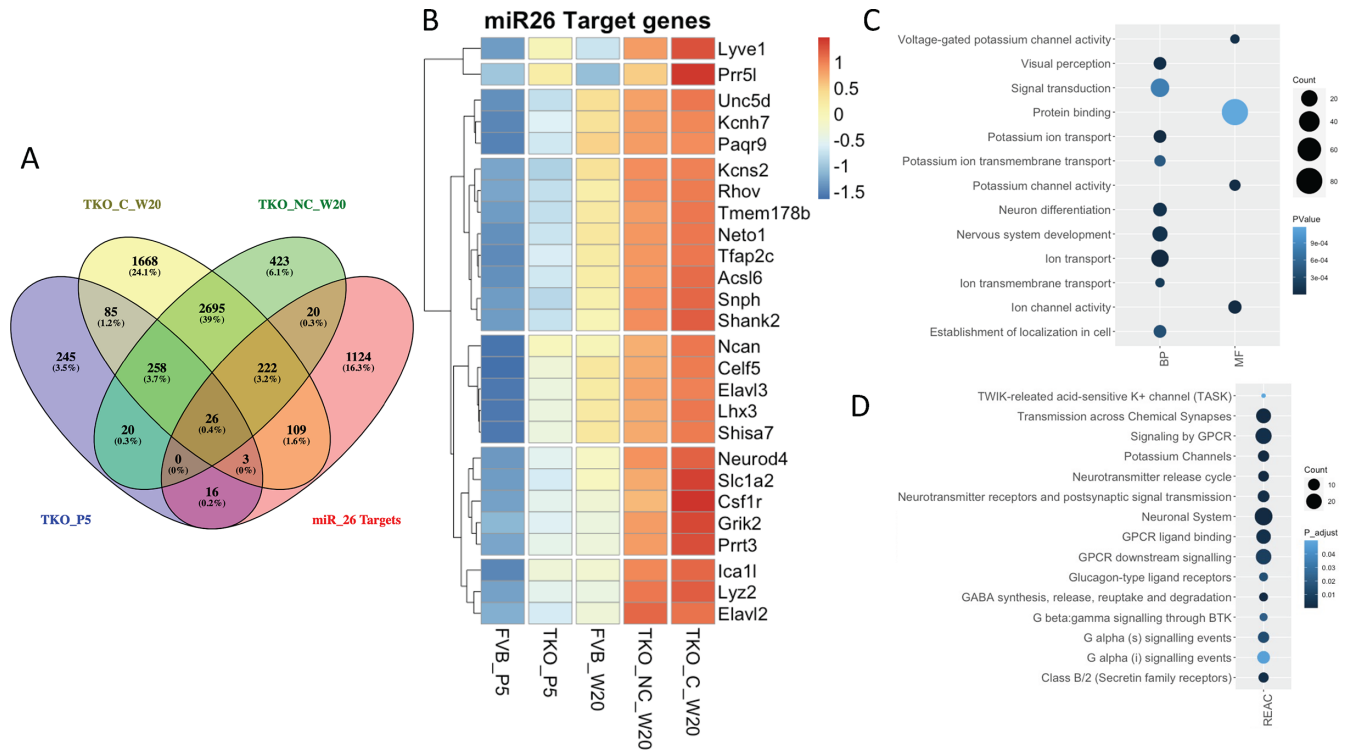 A
TKO_C_W20
TKO_NC_W20
1668
(24.1%)
423
(6.1%)
85
(1.2%)
2695
(39%)
20
(0.3%)
245
(3.5%)
258
(3.7%)
222
(3.2%)
1124
(16.3%)
26
(0.4%)
20
(0.3%)
109
(1.6%)
0
(0%)
3
(0%)
16
(0.2%)
TKO_P5
miR_26 Targets
B
miR26 Target genes
Lyve1
Prr5l
Unc5d
Kcnh7
Paqr9
Kcns2
Rhov
Tmem178b
Neto1
Tfap2c
Acsl6
Snph
Shank2
Ncan
Celf5
Elavl3
Lhx3
Shisa7
Neurod4
Slc1a2
Csf1r
Grik2
Prrt3
Ica1l
Lyz2
Elavl2
FVB_P5
TKO_P5
FVB_W20
TKO_NC_W20
TKO_C_W20
1
0.5
0
-0.5
-1
-1.5
C
Voltage-gated potassium channel activity
Visual perception
Signal transduction
Protein binding
Potassium ion transport
Potassium ion transmembrane transport
Potassium channel activity
Neuron differentiation
Nervous system development
Ion transport
Ion transmembrane transport
Ion channel activity
Establishment of localization in cell
BP
MF
Count
20
40
60
80
PValue
9e-04
6e-04
3e-04
D
TWIK-releated acid-sensitive K+ channel (TASK)
Transmission across Chemical Synapses
Signaling by GPCR
Potassium Channels
Neurotransmitter release cycle
Neurotransmitter receptors and postsynaptic signal transmission
Neuronal System
GPCR ligand binding
GPCR downstream signalling
Glucagon-type ligand receptors
GABA synthesis, release, reuptake and degradation
G beta:gamma signalling through BTK
G alpha (s) signalling events
G alpha (i) signalling events
Class B/2 (Secretin family receptors)
REAC
Count
10
20
P_adjust
0.04
0.03
0.02
0.01